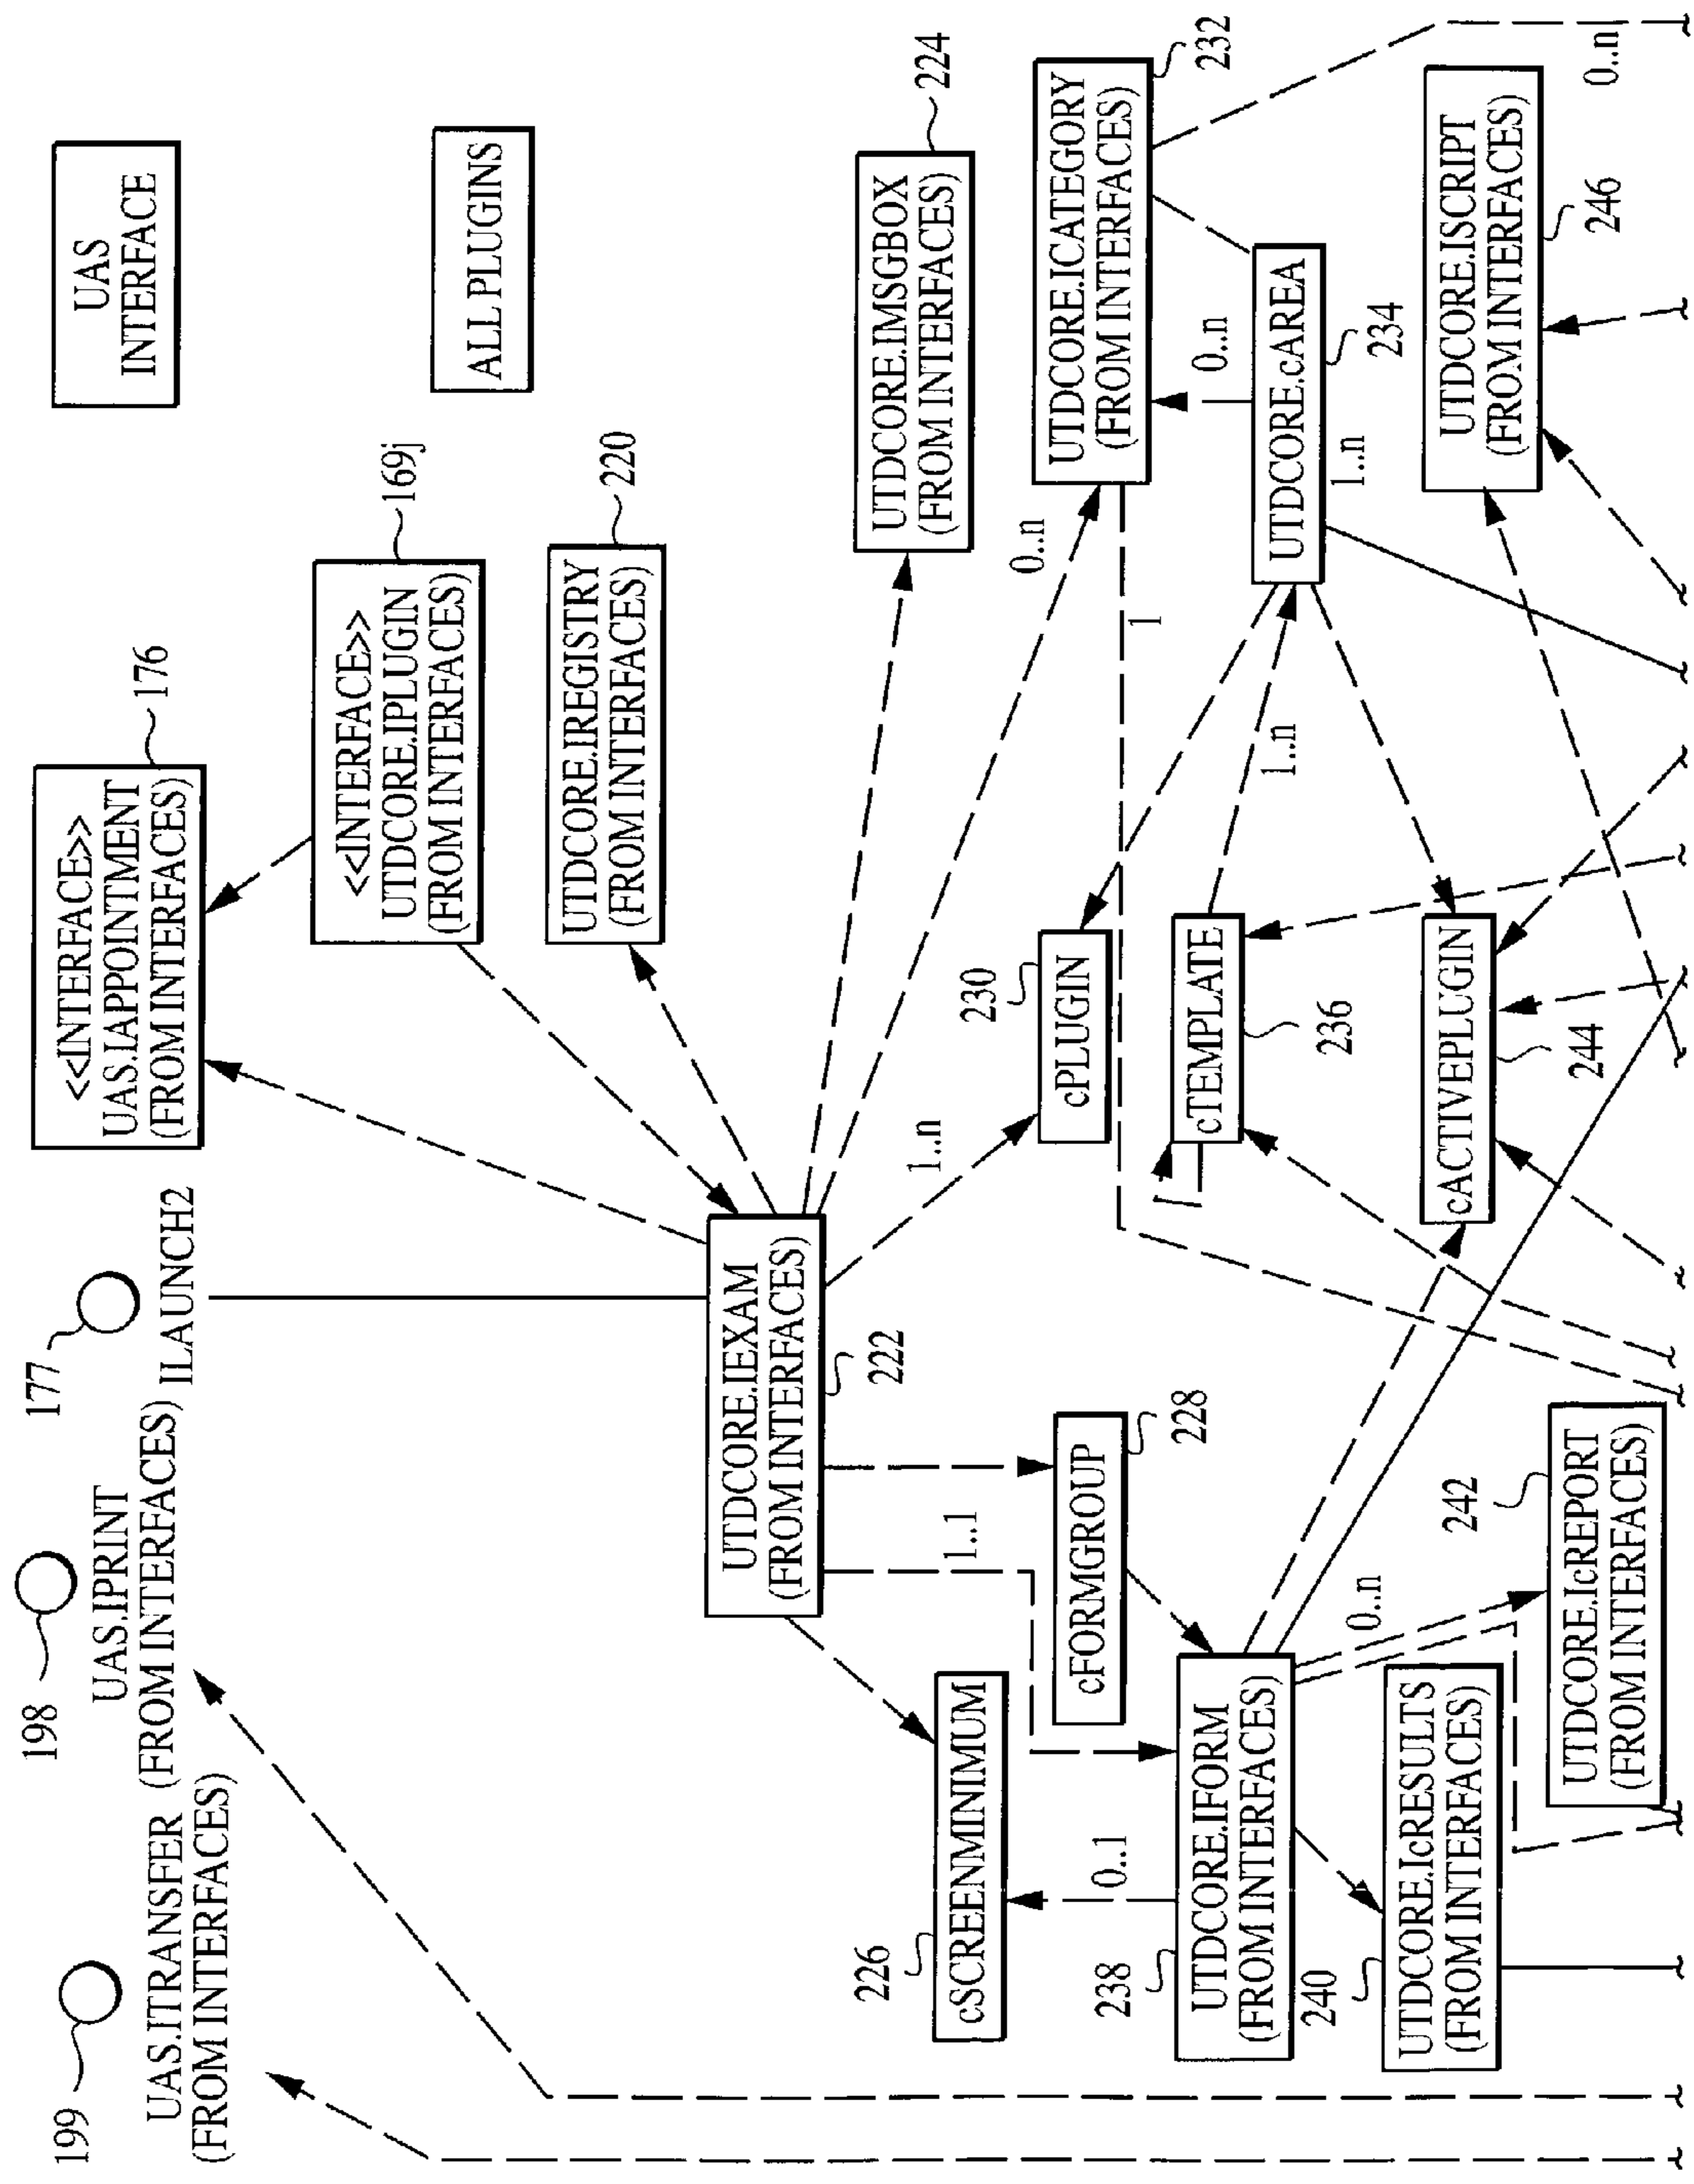 199
UAS.ITRANSFER
(FROM INTERFACES)
198
UAS.IPRINT
(FROM INTERFACES)
177
ILAUNCH2
<<INTERFACE>>
UAS.IAPPOINTMENT
(FROM INTERFACES)
176
UAS
INTERFACE
<<INTERFACE>>
UTDCORE.IPLUGIN
(FROM INTERFACES)
169j
ALL PLUGINS
UTDCORE.IREGISTRY
(FROM INTERFACES)
220
UTDCORE.IEXAM
(FROM INTERFACES)
222
UTDCORE.IMSGBOX
(FROM INTERFACES)
224
226
cSCREENMINIMUM
1..1
1..n
0..n
cFORMGROUP
228
230
cPLUGIN
UTDCORE.ICATEGORY
(FROM INTERFACES)
232
0..1
1
0..n
238
UTDCORE.IFORM
(FROM INTERFACES)
cTEMPLATE
236
1..n
UTDCORE.cAREA
234
1..n
240
UTDCORE.IcRESULTS
(FROM INTERFACES)
0..n
242
UTDCORE.IcREPORT
(FROM INTERFACES)
cACTIVEPLUGIN
244
UTDCORE.ISCRIPT
(FROM INTERFACES)
246
0..n